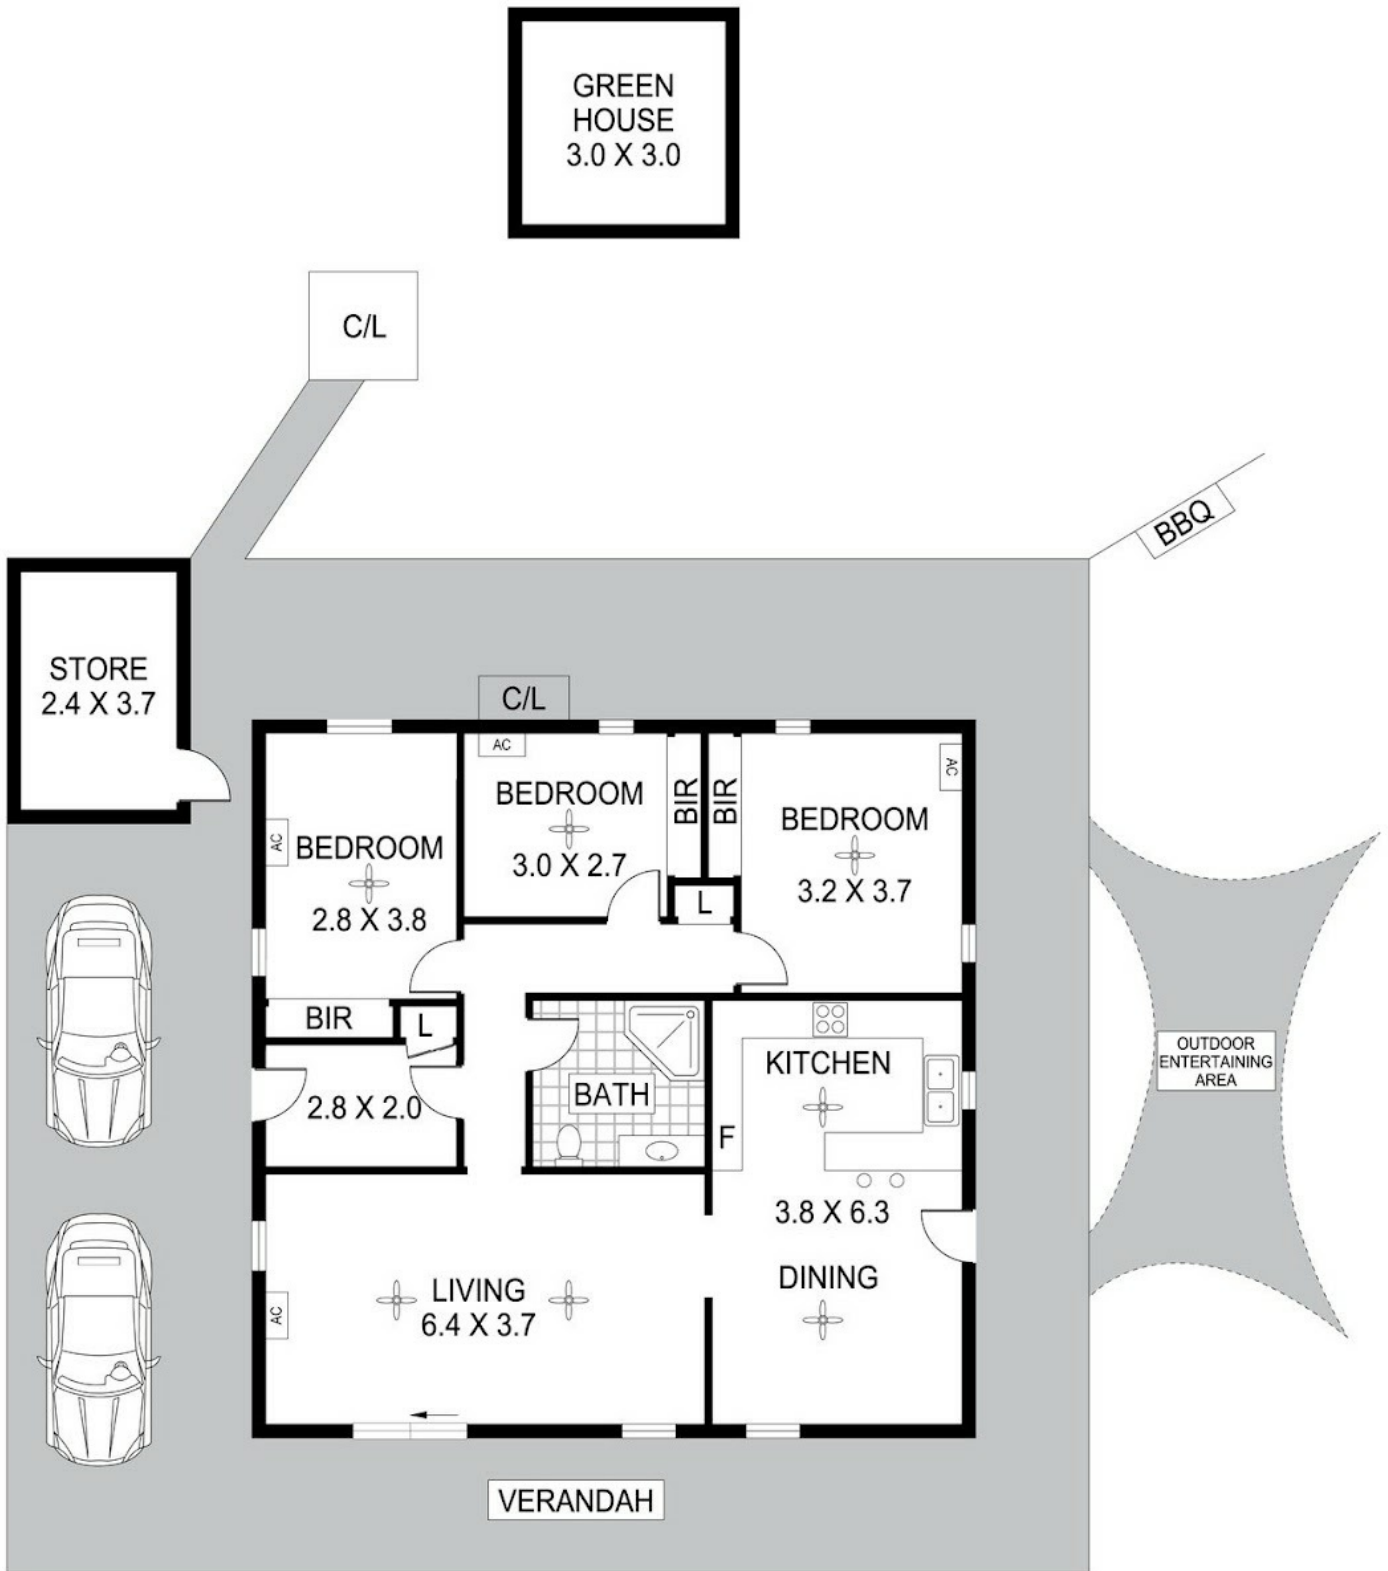 GREEN
HOUSE
3.0 X 3.0
C/L
BBQ
STORE
2.4 X 3.7
C/L
AC
BEDROOM
3.0 X 2.7
BIR
BIR
AC
BEDROOM
3.2 X 3.7
AC
BEDROOM
2.8 X 3.8
L
BIR
L
2.8 X 2.0
BATH
KITCHEN
F
3.8 X 6.3
DINING
OUTDOOR
ENTERTAINING
AREA
AC
LIVING
6.4 X 3.7
VERANDAH